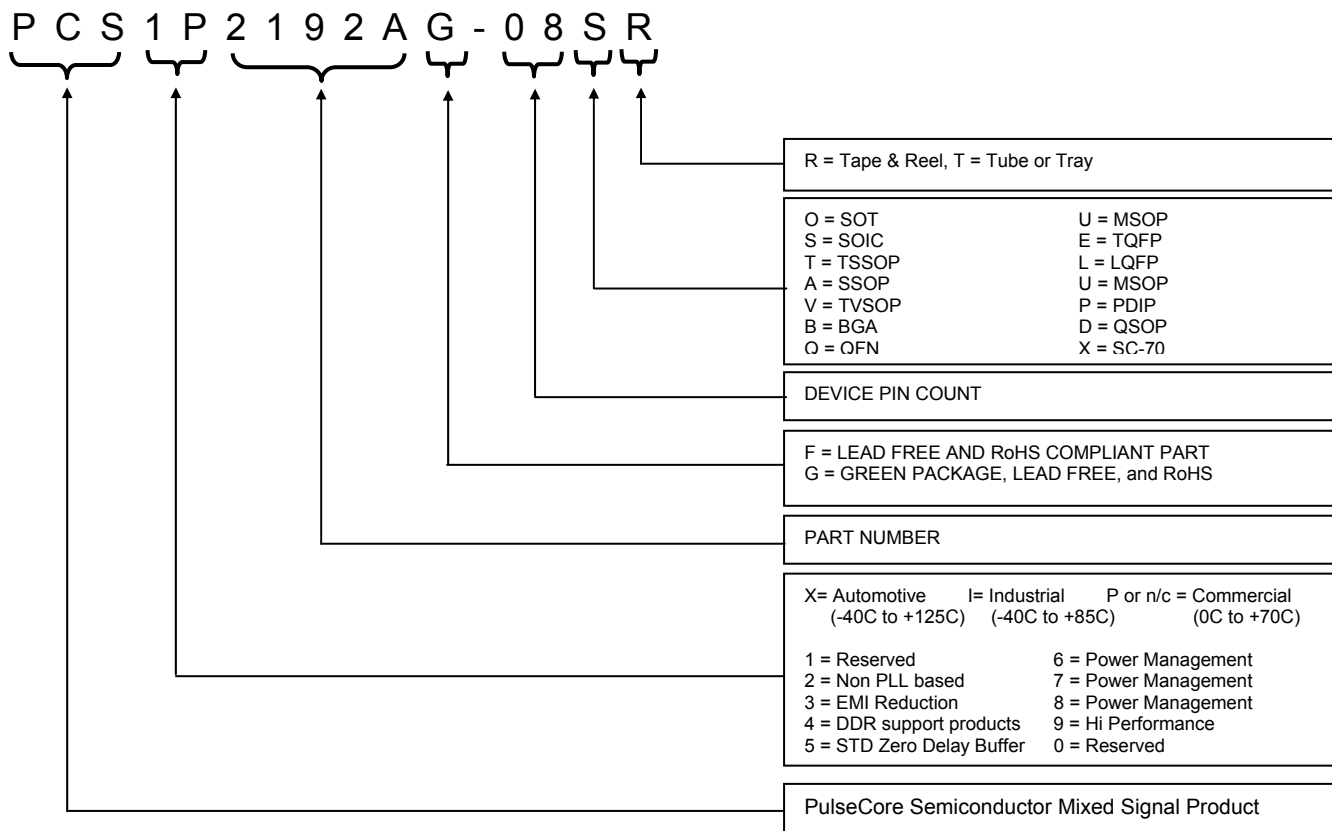 P C S 1 P 2 1 9 2 A G - 0 8 S R
R = Tape & Reel, T = Tube or Tray
O = SOT U = MSOP
S = SOIC E = TQFP
T = TSSOP L = LQFP
A = SSOP U = MSOP
V = TVSOP P = PDIP
B = BGA D = QSOP
Q = QFN X = SC-70
DEVICE PIN COUNT
F = LEAD FREE AND RoHS COMPLIANT PART
G = GREEN PACKAGE, LEAD FREE, and RoHS
PART NUMBER
X= Automotive I= Industrial P or n/c = Commercial
(-40C to +125C) (-40C to +85C) (0C to +70C)
1 = Reserved 6 = Power Management
2 = Non PLL based 7 = Power Management
3 = EMI Reduction 8 = Power Management
4 = DDR support products 9 = Hi Performance
5 = STD Zero Delay Buffer 0 = Reserved
PulseCore Semiconductor Mixed Signal Product